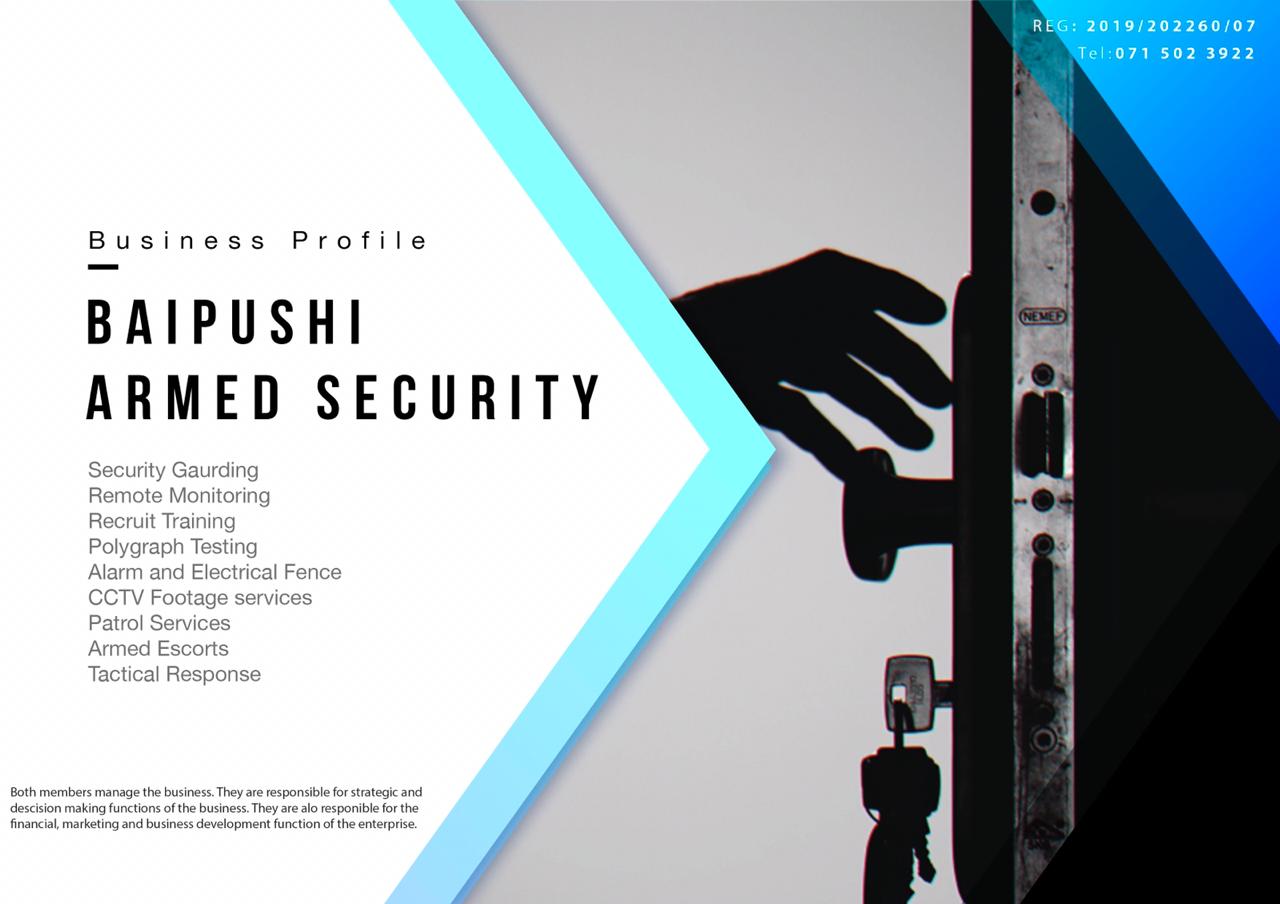 REG: 2019/202260/07
Tel:071 502 3922
Business Profile
BAIPUSHI
ARMED SECURITY
Security Gaurding
Remote Monitoring
Recruit Training
Polygraph Testing
Alarm and Electrical Fence
CCTV Footage services
Patrol Services
Armed Escorts
Tactical Response
NEMEF
Both members manage the business. They are responsible for strategic and
descision making functions of the business. They are alo responible for the
financial, marketing and business development function of the enterprise.